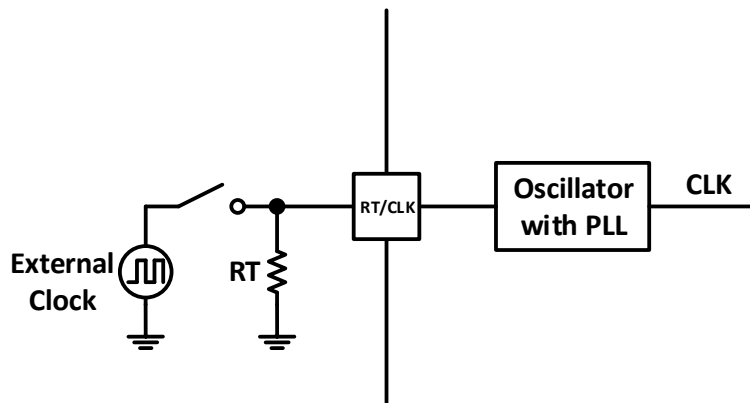 External
Clock
RT
RT/CLK
Oscillator
with PLL
CLK